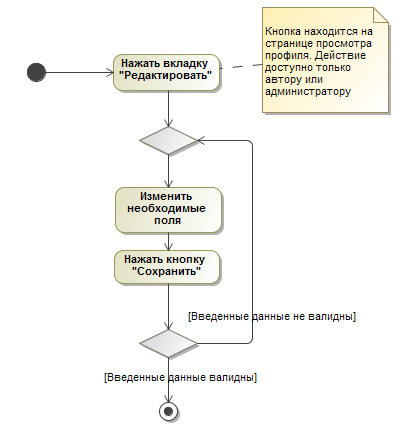 Нажать вкладку
"Редактировать"
Кнопка находится на
странице просмотра
профиля. Действие
доступно только
автору или
администратору
Изменить
необходимые
поля
Нажать кнопку
"Сохранить"
[Введенные данные не валидны]
[Введенные данные валидны]